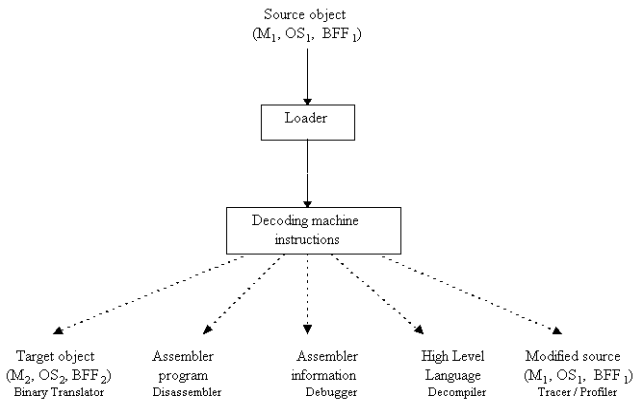 Source object
(M1, OS1, BFF1)
Loader
Decoding machine
instructions
Target object
(M2, OS2, BFF2)
Binary Translator
Assembler
program
Disassembler
Assembler
information
Debugger
High Level
Language
Decompiler
Modified source
(M1, OS1, BFF1)
Tracer / Profiler